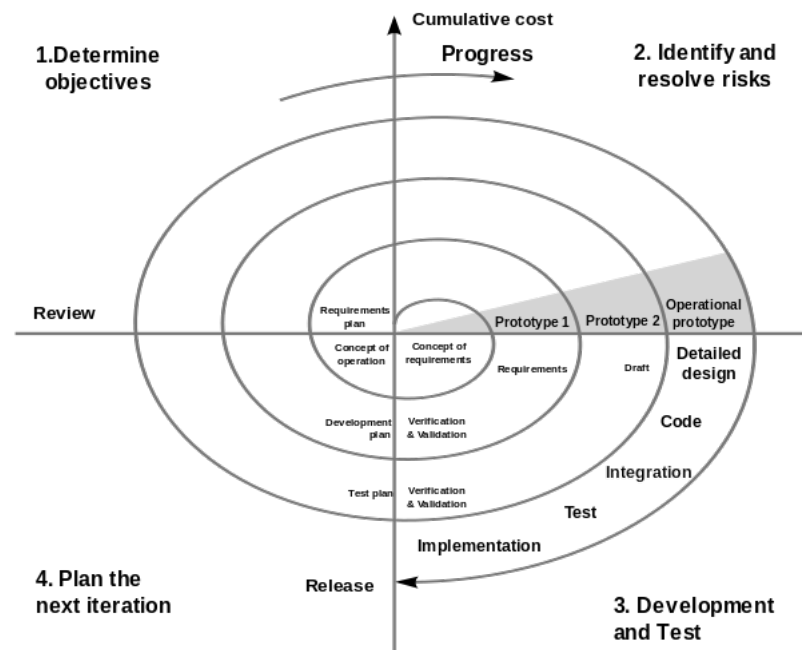 Cumulative cost
1.Determine
objectives
Progress
2. Identify and
resolve risks
Review
Requirements
plan
Prototype 1
Prototype 2
Operational
prototype
Concept of
operation
Concept of
requirements
Requirements
Draft
Detailed
design
Development
plan
Verification
& Validation
Code
Integration
Test plan
Verification
& Validation
Test
Implementation
4. Plan the
next iteration
Release
3. Development
and Test